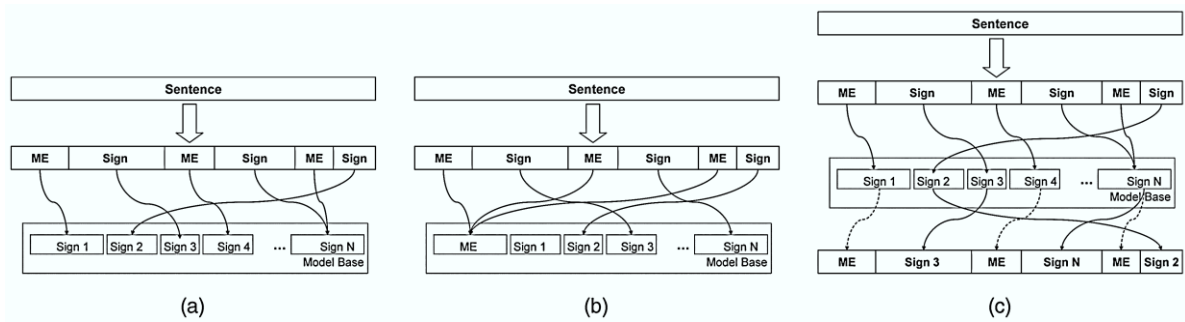 Sentence
ME Sign ME Sign ME Sign
Sign 1 Sign 2 Sign 3 Sign 4 ... Sign N
Model Base
(a)
Sentence
ME Sign ME Sign ME Sign
ME Sign 1 Sign 2 Sign 3 ... Sign N
Model Base
(b)
Sentence
ME Sign ME Sign ME Sign
Sign 1 Sign 2 Sign 3 Sign 4 ... Sign N
Model Base
ME Sign 3 ME Sign N ME Sign 2
(c)